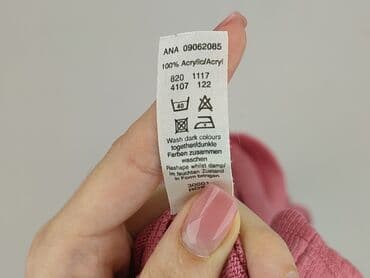 ANA 09062085
100% Acrylic/Acryl
820 1117
4107 122
40
Wash dark colours
together/dunkle
Farben zusammen
waschen
Reshape whilst damp/
im feuchten Zustand
in Form bringen